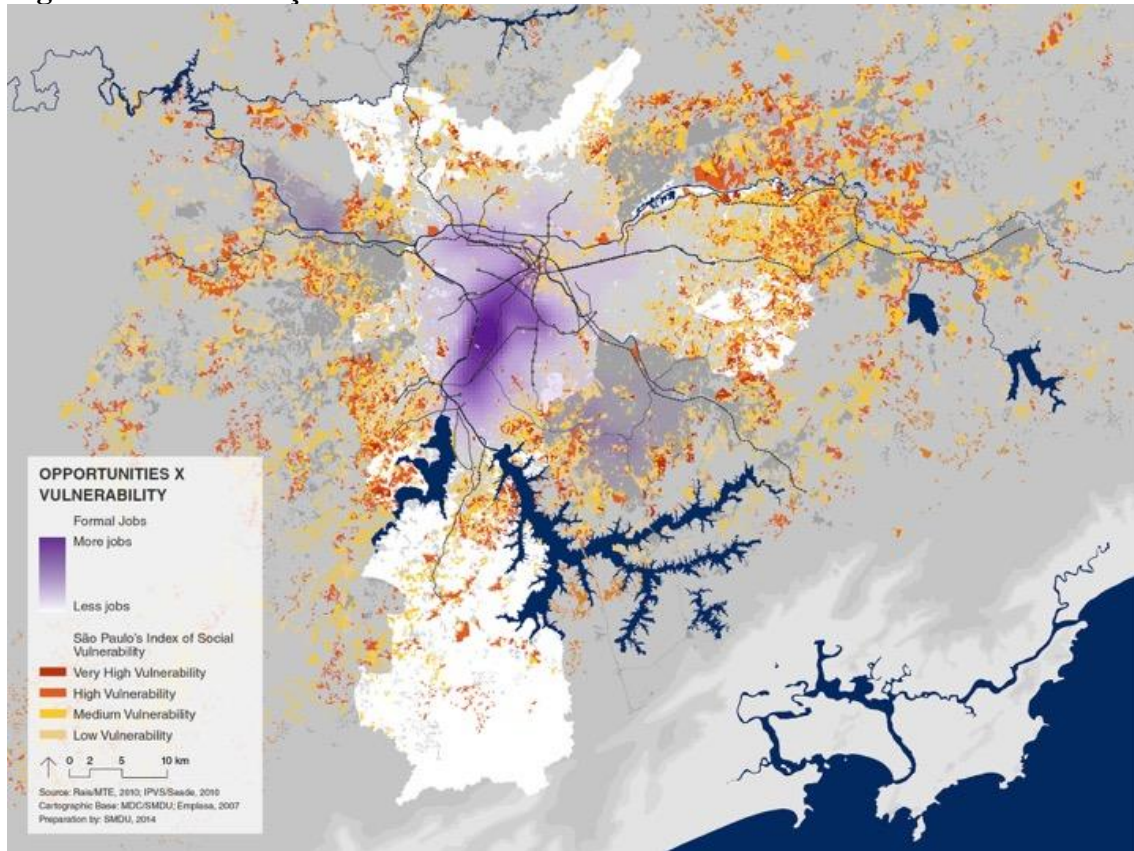 OPPORTUNITIES X
VULNERABILITY
Formal Jobs
More jobs
Less jobs
São Paulo's Index of Social
Vulnerability
Very High Vulnerability
High Vulnerability
Medium Vulnerability
Low Vulnerability
0 2 5 10 km
Source: Rais/MTE, 2010; IPVS/Seade, 2010
Cartographic Base: MDC/SMDU; Emplasa, 2007
Preparation by: SMDU, 2014